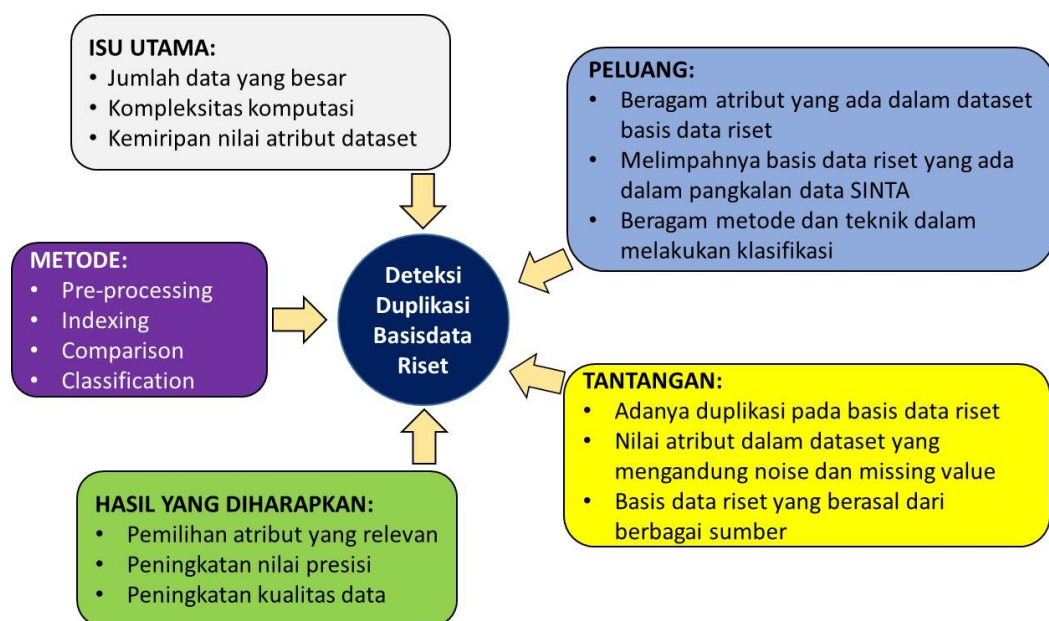 ISU UTAMA:
• Jumlah data yang besar
• Kompleksitas komputasi
• Kemiripan nilai atribut dataset
PELUANG:
• Beragam atribut yang ada dalam dataset
basis data riset
• Melimpahnya basis data riset yang ada
dalam pangkalan data SINTA
• Beragam metode dan teknik dalam
melakukan klasifikasi
METODE:
• Pre-processing
• Indexing
• Comparison
• Classification
Deteksi
Duplikasi
Basisdata
Riset
TANTANGAN:
• Adanya duplikasi pada basis data riset
• Nilai atribut dalam dataset yang
mengandung noise dan missing value
• Basis data riset yang berasal dari
berbagai sumber
HASIL YANG DIHARAPKAN:
• Pemilihan atribut yang relevan
• Peningkatan nilai presisi
• Peningkatan kualitas data